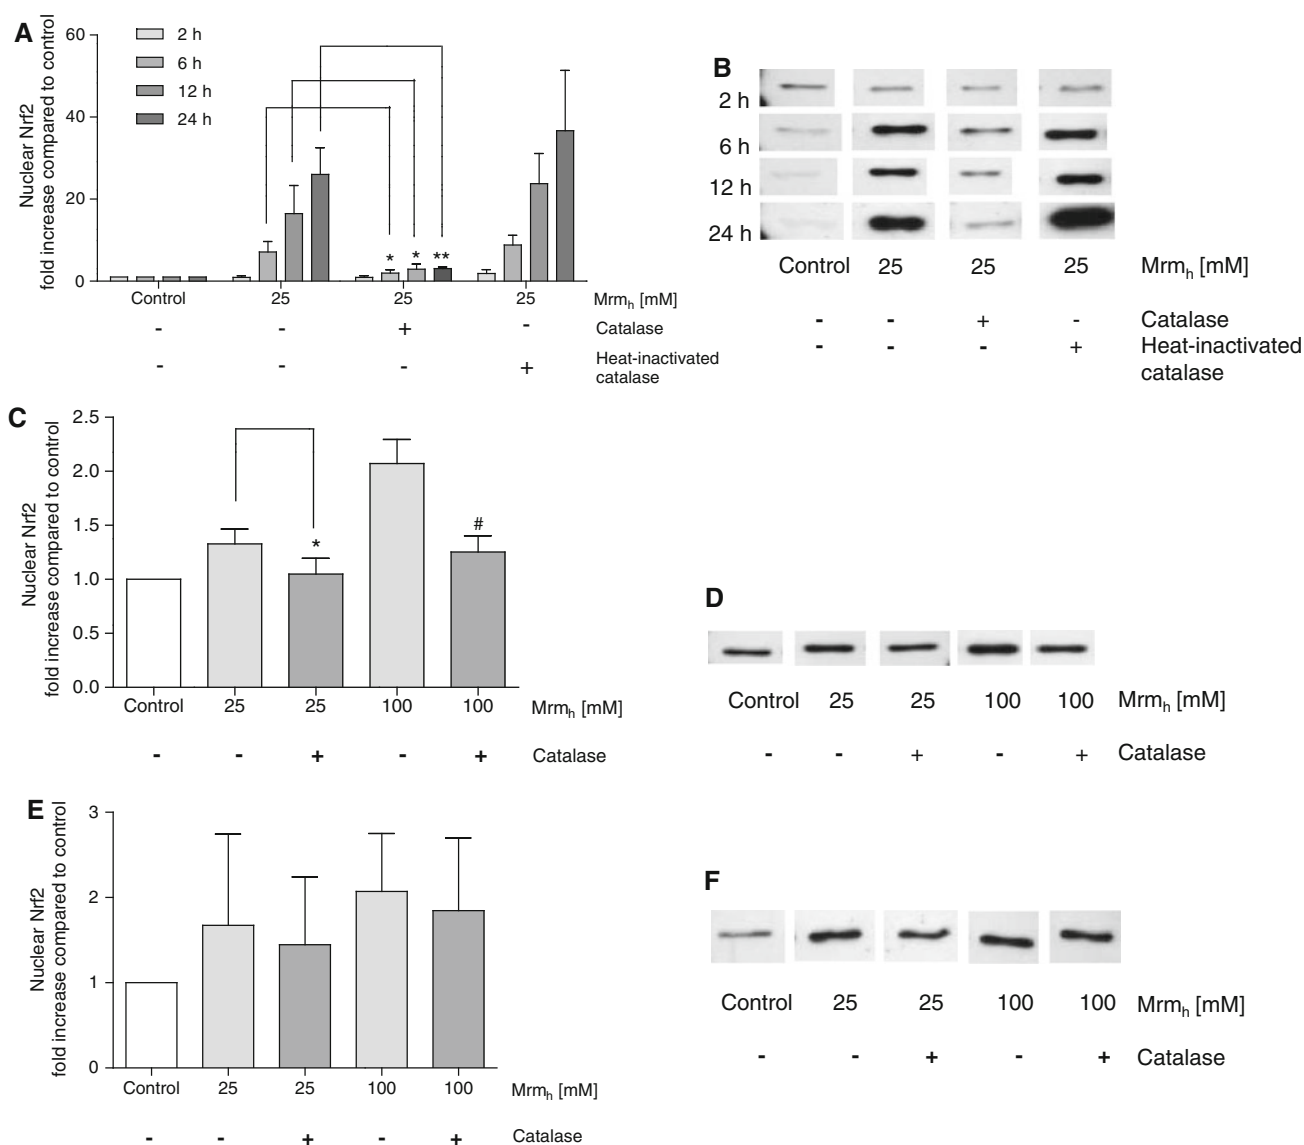 A
60
40
20
0
Nuclear Nrf2
fold increase compared to control
2 h
6 h
12 h
24 h
* * **
Control 25 25 25 Mrmh [mM]
- - + - Catalase
- - - + Heat-inactivated
catalase
B
2 h
6 h
12 h
24 h
Control 25 25 25 Mrmh [mM]
- - + - Catalase
- - - + Heat-inactivated
catalase
C
2.5
2.0
1.5
1.0
0.5
0.0
Nuclear Nrf2
fold increase compared to control
* #
Control 25 25 100 100 Mrmh [mM]
- - + - + Catalase
D
Control 25 25 100 100 Mrmh [mM]
- - + - + Catalase
E
3
2
1
0
Nuclear Nrf2
fold increase compared to control
Control 25 25 100 100 Mrmh [mM]
- - + - + Catalase
F
Control 25 25 100 100 Mrmh [mM]
- - + - + Catalase